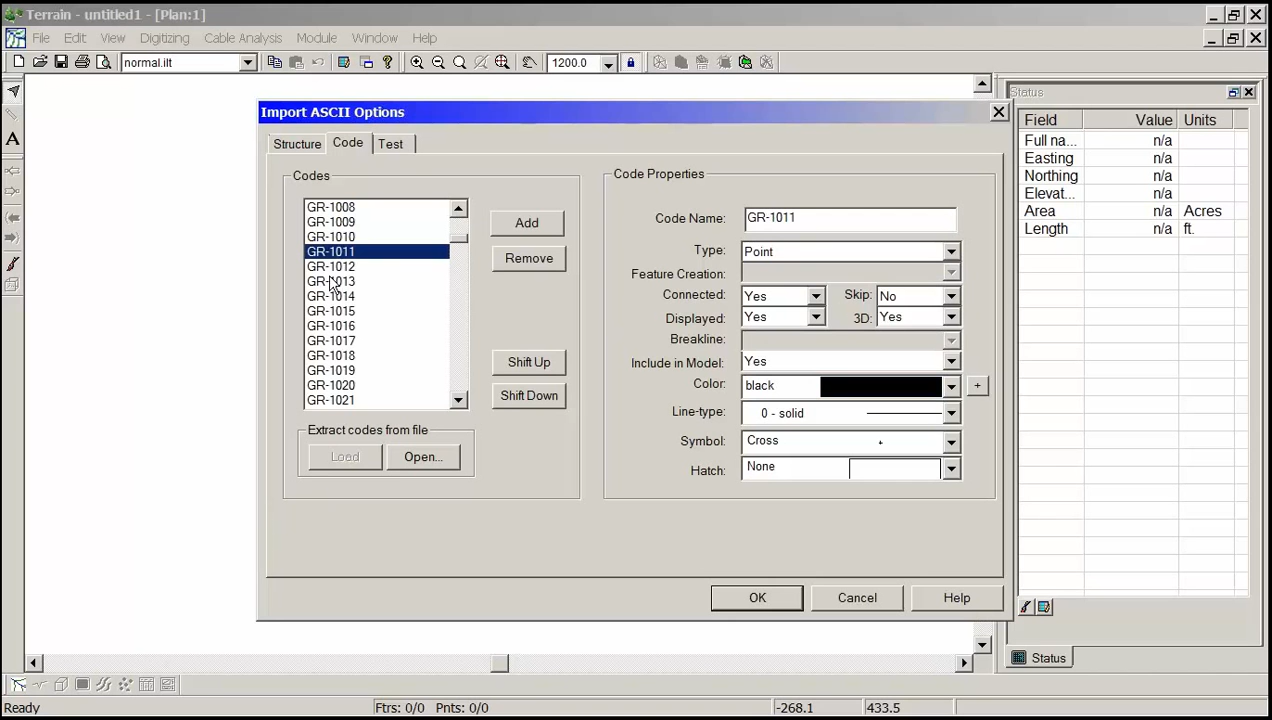 Terrain - untitled1 - [Plan:1]
File Edit View Digitizing Cable Analysis Module Window Help
normal.ilt 1200.0
Import ASCII Options
Structure Code Test
Codes
GR-1008
GR-1009
GR-1010
GR-1011
GR-1012
GR-1013
GR-1014
GR-1015
GR-1016
GR-1017
GR-1018
GR-1019
GR-1020
GR-1021
Add
Remove
Shift Up
Shift Down
Extract codes from file
Load Open...
Code Properties
Code Name: GR-1011
Type: Point
Feature Creation:
Connected: Yes Skip: No
Displayed: Yes 3D: Yes
Breakline:
Include in Model: Yes
Color: black +
Line-type: 0 - solid
Symbol: Cross
Hatch: None
OK Cancel Help
Status
Field Value Units
Full na... n/a
Easting n/a
Northing n/a
Elevat... n/a
Area n/a Acres
Length n/a ft.
Status
Ready Ftrs: 0/0 Pnts: 0/0 -268.1 433.5